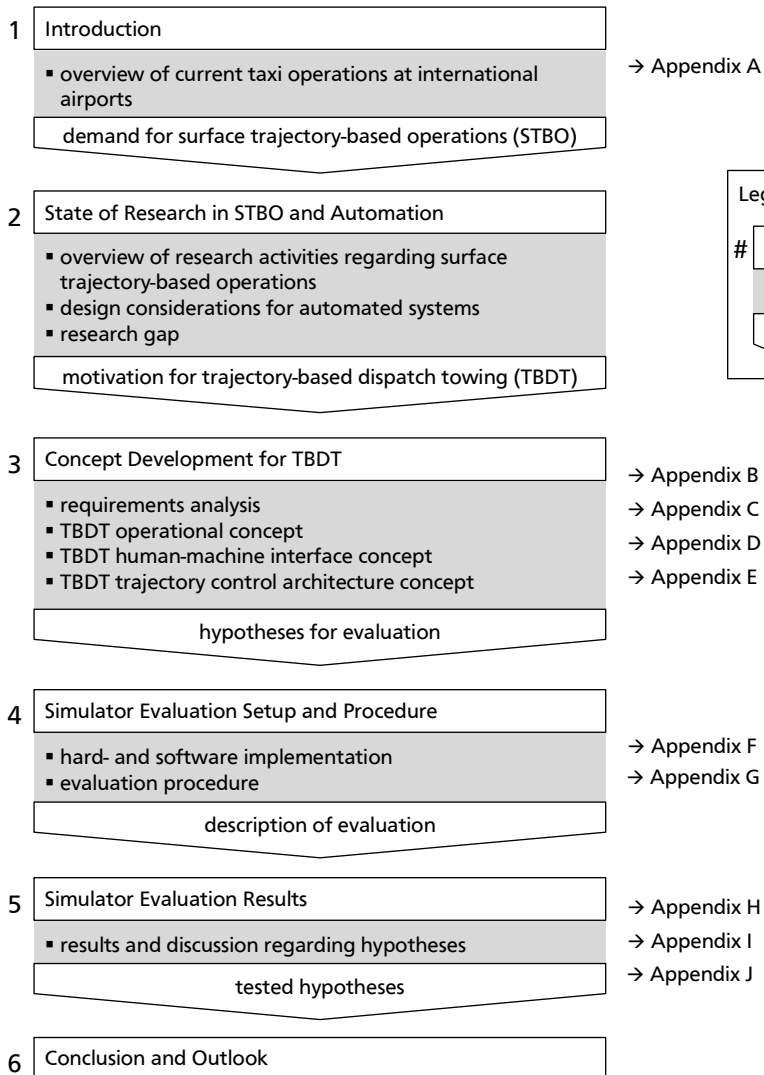 1 Introduction
▪ overview of current taxi operations at international
airports
→ Appendix A
demand for surface trajectory-based operations (STBO)
2 State of Research in STBO and Automation
▪ overview of research activities regarding surface
trajectory-based operations
▪ design considerations for automated systems
▪ research gap
motivation for trajectory-based dispatch towing (TBDT)
#
3 Concept Development for TBDT
▪ requirements analysis
▪ TBDT operational concept
▪ TBDT human-machine interface concept
▪ TBDT trajectory control architecture concept
→ Appendix B
→ Appendix C
→ Appendix D
→ Appendix E
hypotheses for evaluation
4 Simulator Evaluation Setup and Procedure
▪ hard- and software implementation
▪ evaluation procedure
→ Appendix F
→ Appendix G
description of evaluation
5 Simulator Evaluation Results
▪ results and discussion regarding hypotheses
→ Appendix H
→ Appendix I
→ Appendix J
tested hypotheses
6 Conclusion and Outlook